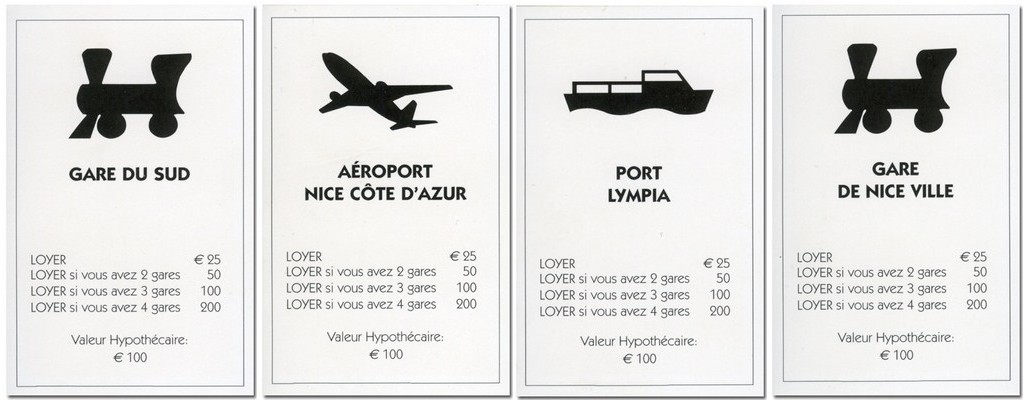 GARE DU SUD
LOYER € 25
LOYER si vous avez 2 gares 50
LOYER si vous avez 3 gares 100
LOYER si vous avez 4 gares 200
Valeur Hypothécaire:
€ 100
AÉROPORT
NICE CÔTE D'AZUR
LOYER € 25
LOYER si vous avez 2 gares 50
LOYER si vous avez 3 gares 100
LOYER si vous avez 4 gares 200
Valeur Hypothécaire:
€ 100
PORT
LYMPIA
LOYER € 25
LOYER si vous avez 2 gares 50
LOYER si vous avez 3 gares 100
LOYER si vous avez 4 gares 200
Valeur Hypothécaire:
€ 100
GARE
DE NICE VILLE
LOYER € 25
LOYER si vous avez 2 gares 50
LOYER si vous avez 3 gares 100
LOYER si vous avez 4 gares 200
Valeur Hypothécaire:
€ 100